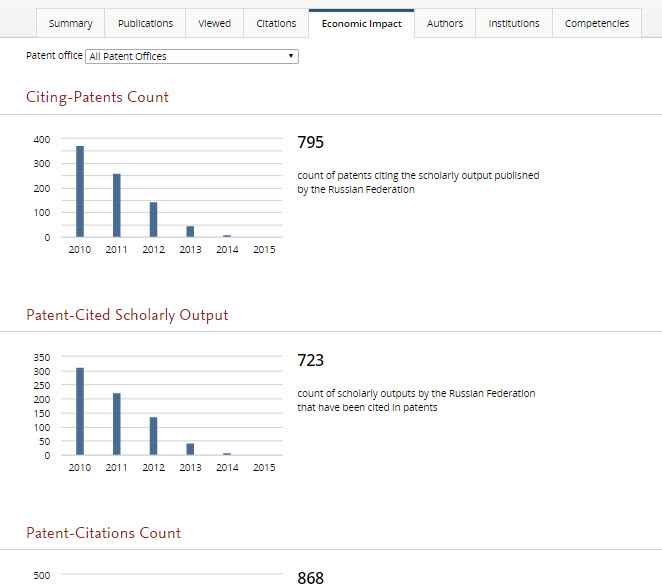 Summary Publications Viewed Citations Economic Impact Authors Institutions Competencies
Patent office All Patent Offices
Citing-Patents Count
400
300
200
100
0
2010 2011 2012 2013 2014 2015
795
count of patents citing the scholarly output published
by the Russian Federation
Patent-Cited Scholarly Output
350
300
250
200
150
100
50
0
2010 2011 2012 2013 2014 2015
723
count of scholarly outputs by the Russian Federation
that have been cited in patents
Patent-Citations Count
500
868